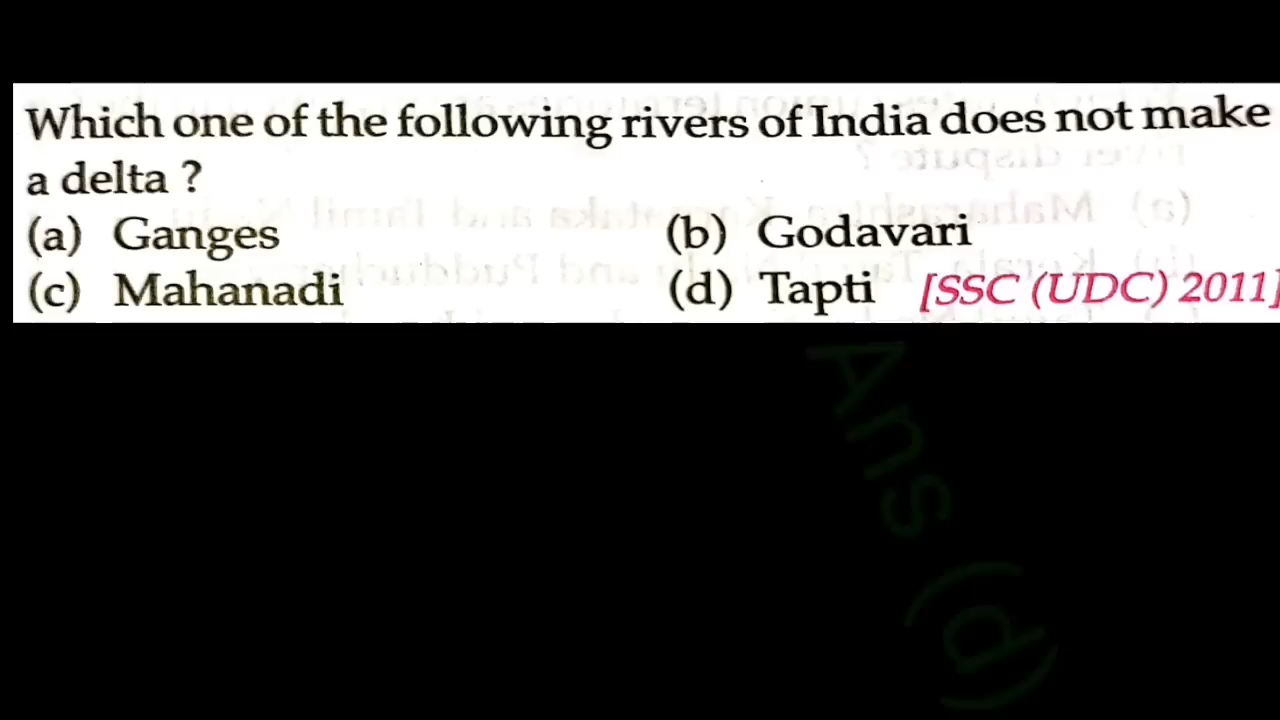 Which one of the following rivers of India does not make
a delta ?
(a) Ganges (b) Godavari
(c) Mahanadi (d) Tapti [SSC (UDC) 2011]
Ans (d)